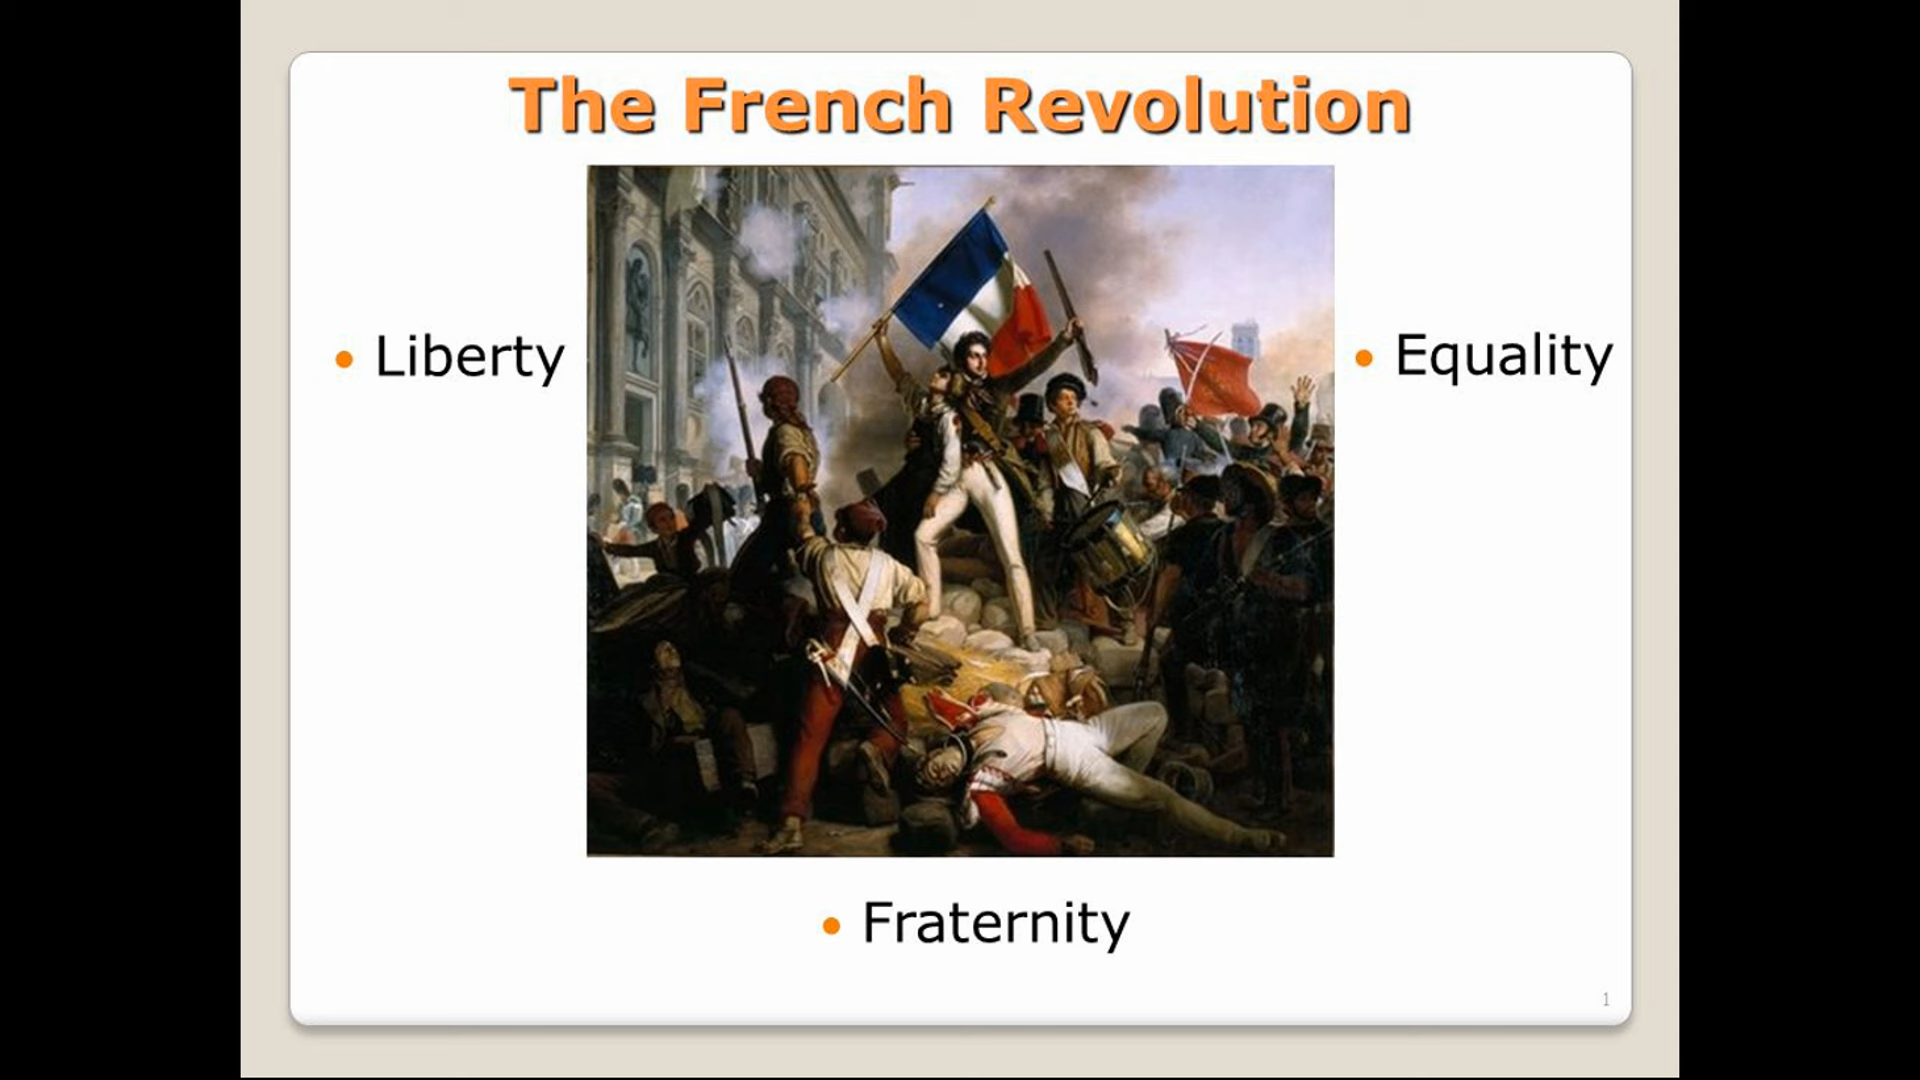 The French Revolution
• Liberty
• Equality
• Fraternity
1